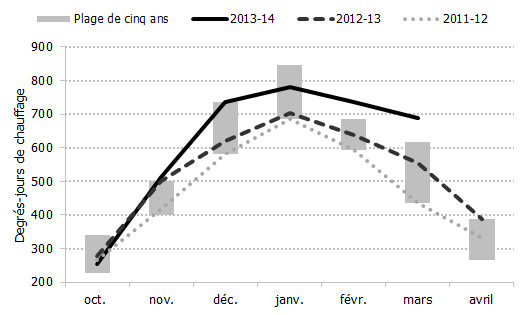 Plage de cinq ans 2013-14 2012-13 2011-12
Degrés-jours de chauffage
900
800
700
600
500
400
300
200
oct. nov. déc. janv. févr. mars avril